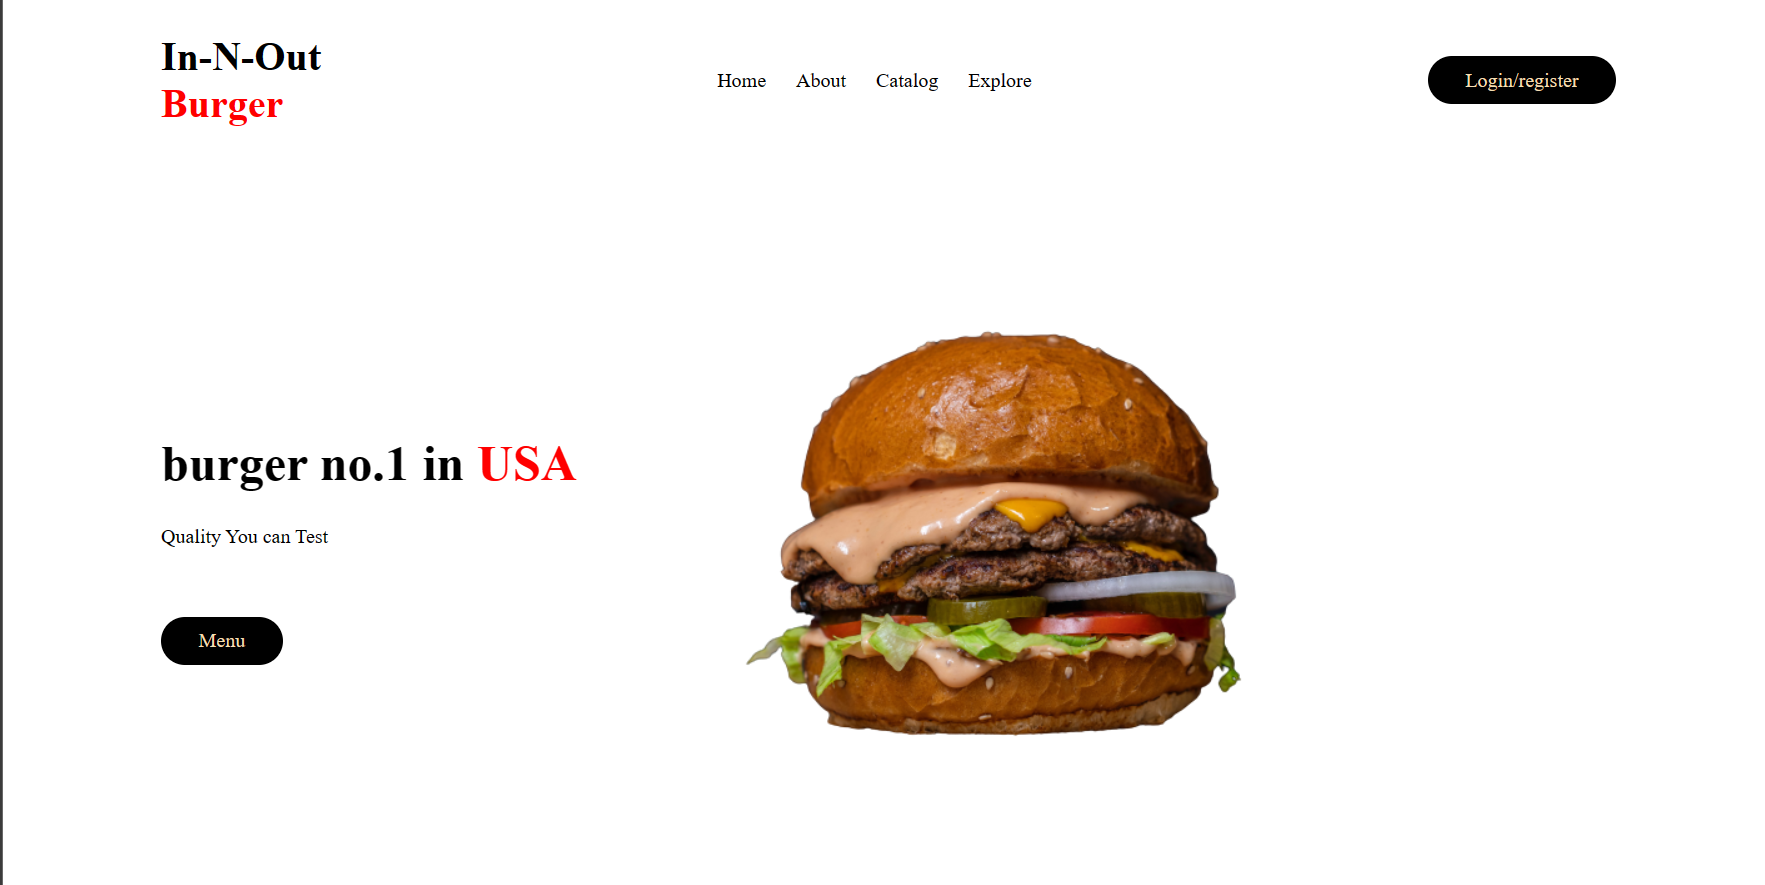 In-N-Out
Burger
Home About Catalog Explore
Login/register
burger no.1 in USA
Quality You can Test
Menu